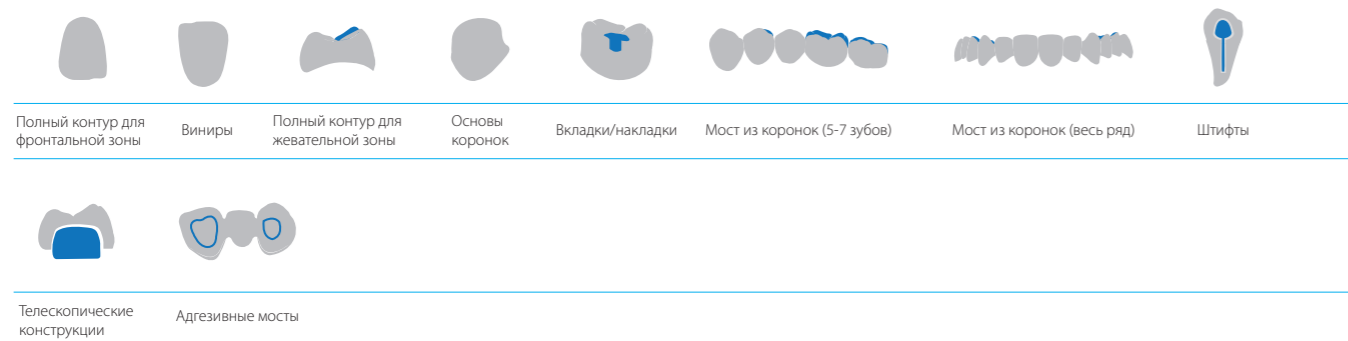 Полный контур для
фронтальной зоны
Виниры
Полный контур для
жевательной зоны
Основы
коронок
Вкладки/накладки
Мост из коронок (5-7 зубов)
Мост из коронок (весь ряд)
Штифты
Телескопические
конструкции
Адгезивные мосты